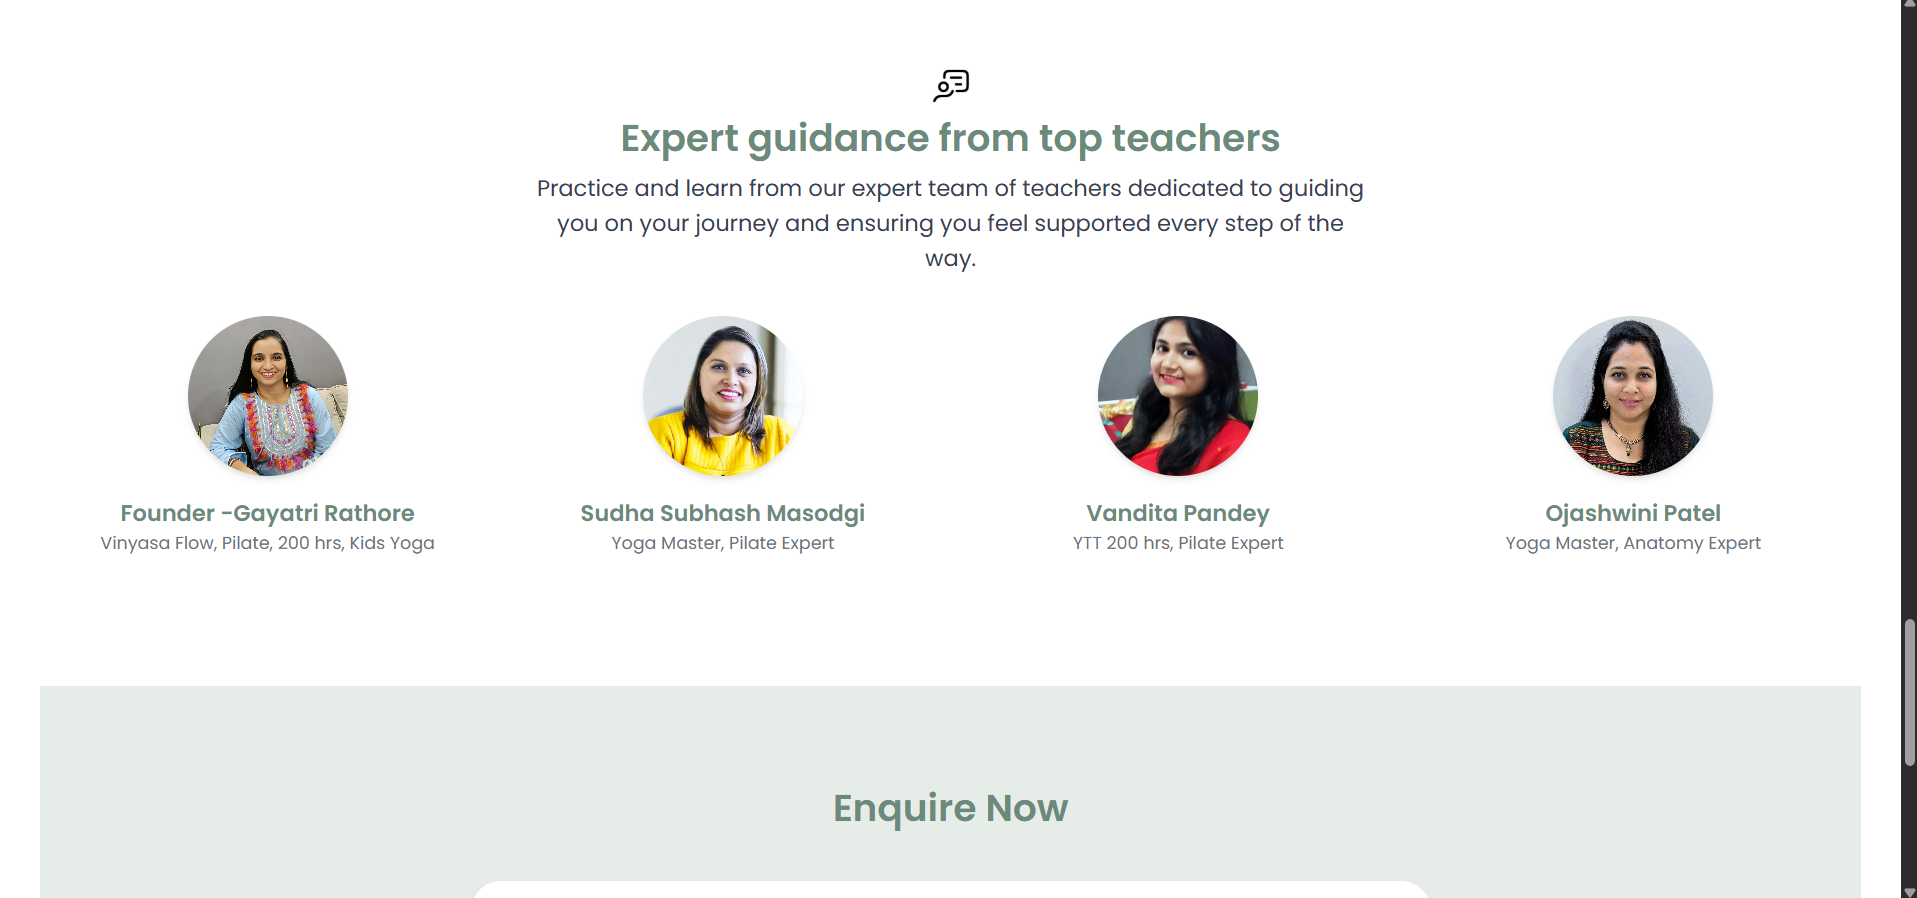 Expert guidance from top teachers
Practice and learn from our expert team of teachers dedicated to guiding
you on your journey and ensuring you feel supported every step of the
way.
Founder -Gayatri Rathore
Vinyasa Flow, Pilate, 200 hrs, Kids Yoga
Sudha Subhash Masodgi
Yoga Master, Pilate Expert
Vandita Pandey
YTT 200 hrs, Pilate Expert
Ojashwini Patel
Yoga Master, Anatomy Expert
Enquire Now